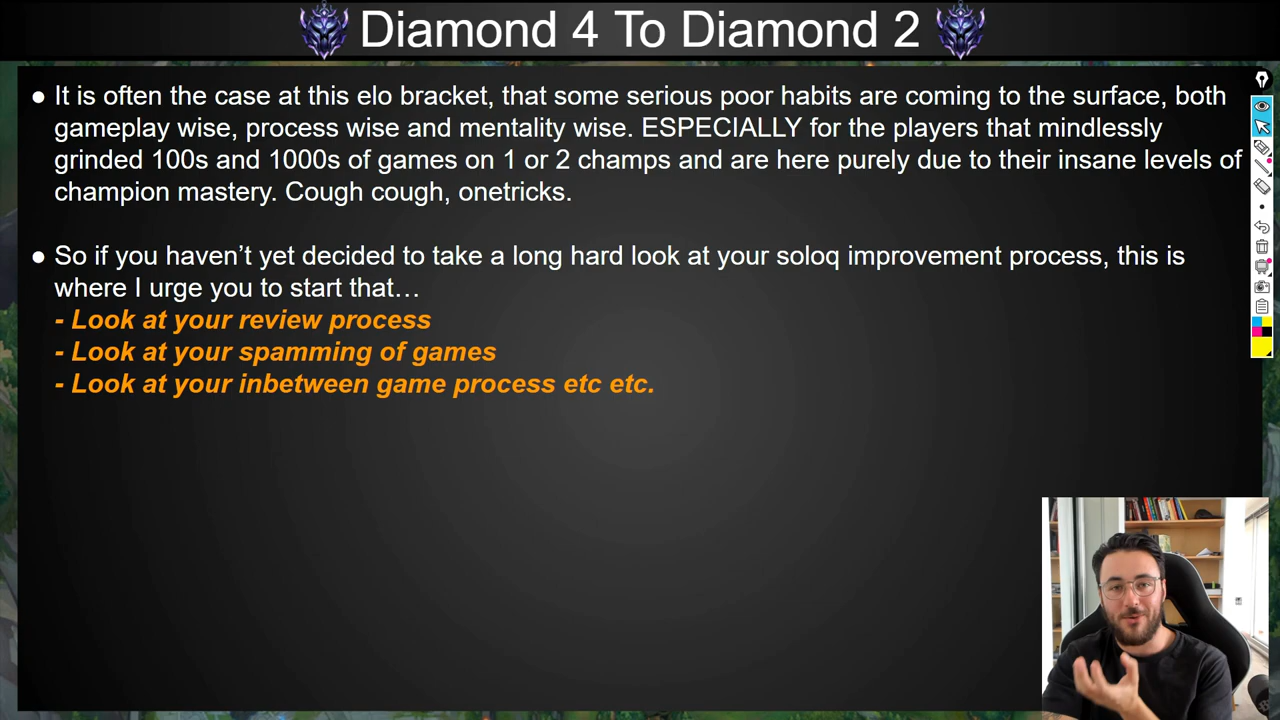 Diamond 4 To Diamond 2
● It is often the case at this elo bracket, that some serious poor habits are coming to the surface, both
gameplay wise, process wise and mentality wise. ESPECIALLY for the players that mindlessly
grinded 100s and 1000s of games on 1 or 2 champs and are here purely due to their insane levels of
champion mastery. Cough cough, onetricks.
● So if you haven’t yet decided to take a long hard look at your soloq improvement process, this is
where I urge you to start that…
- Look at your review process
- Look at your spamming of games
- Look at your inbetween game process etc etc.